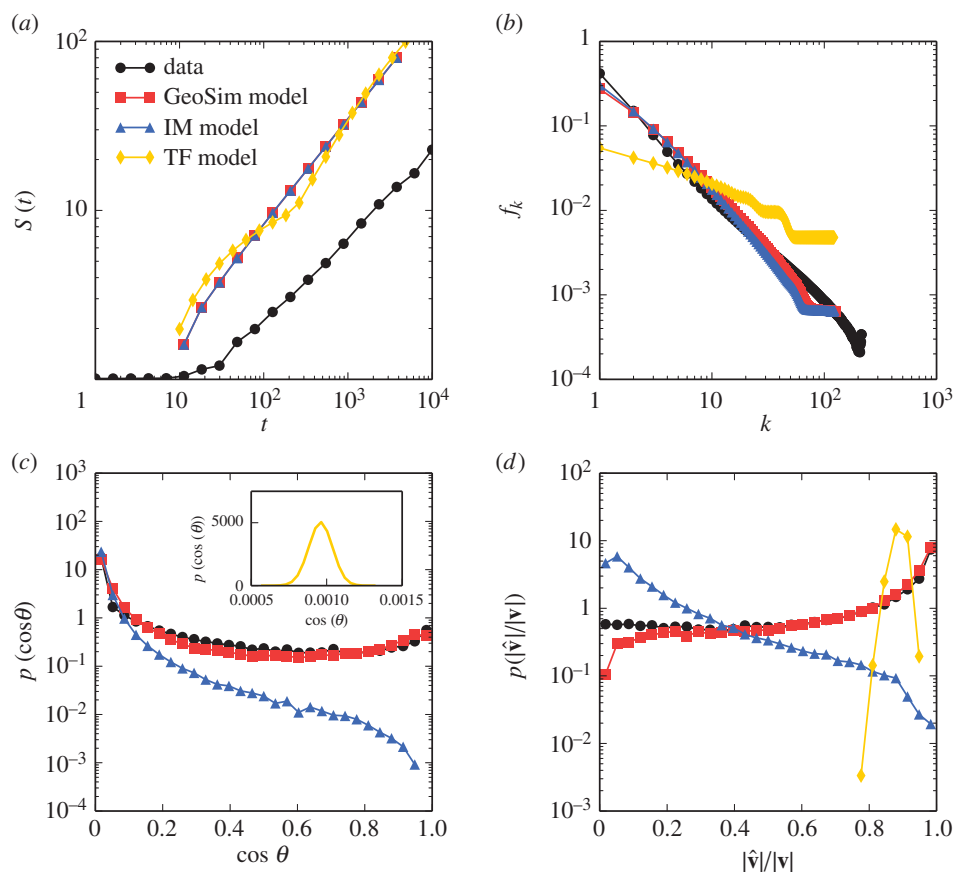 (a)
10²
10
S (t)
data
GeoSim model
IM model
TF model
1 10 10² 10³ 10⁴
t
(b)
1
10⁻¹
10⁻²
10⁻³
10⁻⁴
fₖ
1 10 10² 10³
k
(c)
10³
10²
10
1
10⁻¹
10⁻²
10⁻³
10⁻⁴
p (cosθ)
0 0.2 0.4 0.6 0.8 1.0
cos θ
p (cos (θ))
5000
0
0.0005 0.0010 0.0015
cos (θ)
(d)
10²
10
1
10⁻¹
10⁻²
10⁻³
p(|v̂|/|v|)
0 0.2 0.4 0.6 0.8 1.0
|v̂|/|v|